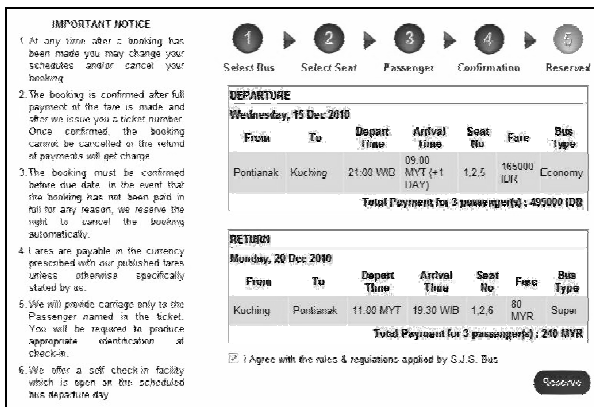 IMPORTANT NOTICE
1. At any time after a booking has
been made you may change your
schedules and/or cancel your
booking
2. The booking is confirmed after full
payment of the fare is made and
after we issue you a ticket number.
Once confirmed, the booking
cannot be cancelled or the refund
of payments will get charge
3. The booking must be confirmed
before due date. In the event that
the booking has not been paid in
full for any reason, we reserve the
right to cancel the booking
automatically.
4. Fares are payable in the currency
prescribed with our published fares
unless otherwise specifically
stated by us.
5. We will provide carriage only to the
Passenger named in the ticket.
You will be required to produce
appropriate identification at
check-in.
6. We offer a self check-in facility
which is open on the scheduled
bus departure day
1 2 3 4 5
Select Bus Select Seat Passenger Confirmation Reserved
DEPARTURE
Wednesday, 15 Dec 2010
From To Depart Time Arrival Time Seat No Fare Bus Type
Pontianak Kuching 21:00 WIB 09.00 MYT (+1 DAY) 1,2,5 165000 IDR Economy
Total Payment for 3 passenger(s) : 495000 IDR
RETURN
Monday, 20 Dec 2010
From To Depart Time Arrival Time Seat No Fare Bus Type
Kuching Pontianak 11.00 MYT 19.30 WIB 1,2,6 80 MYR Super
Total Payment for 3 passenger(s) : 240 MYR
I Agree with the rules & regulations applied by S.J.S. Bus
Reserve